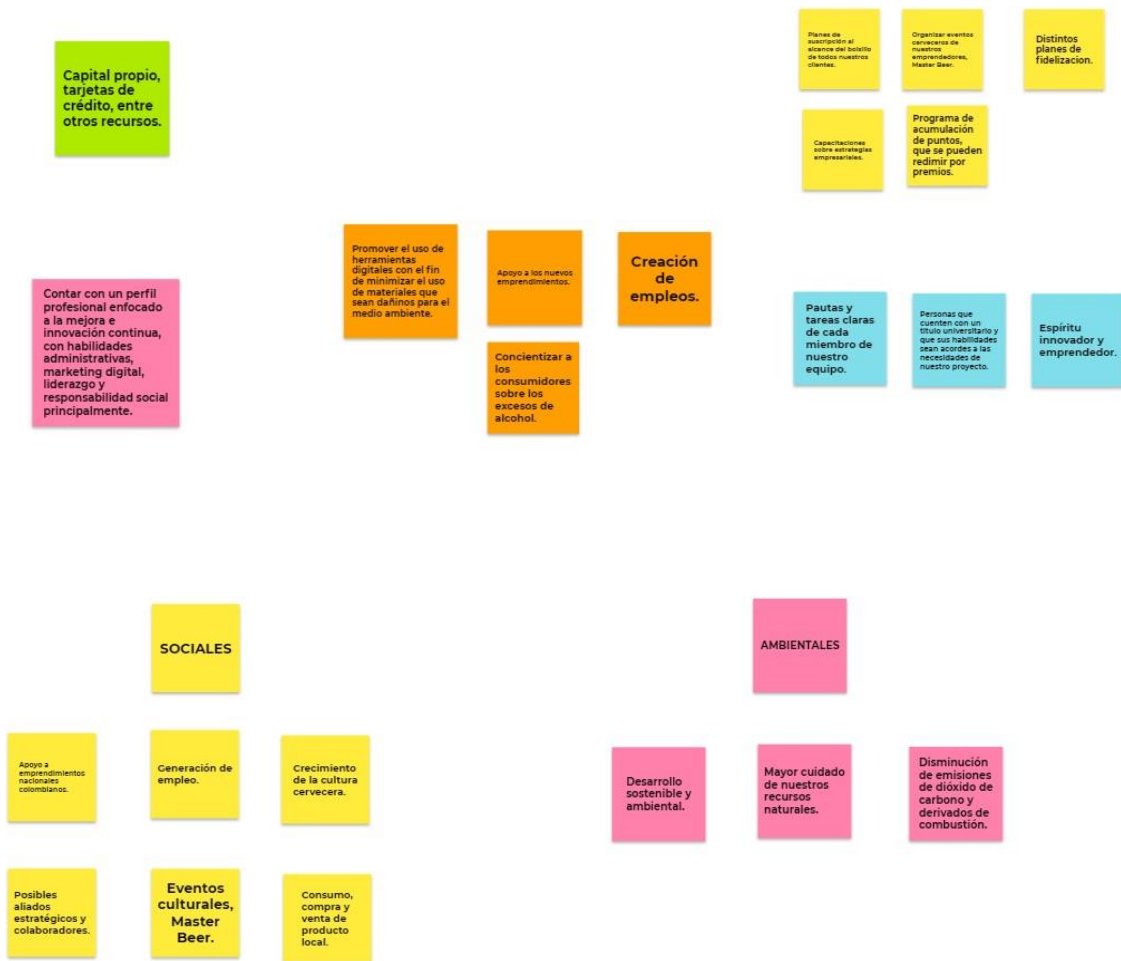 Capital propio,
tarjetas de
crédito, entre
otros recursos.
Planes de
suscripción al
alcance del bolsillo
de todos nuestros
clientes.
Organizar eventos
cerveceros de
nuestros
emprendedores,
Master Beer.
Distintos
planes de
fidelizacion.
Capacitaciones
sobre estrategias
empresariales.
Programa de
acumulación
de puntos,
que se pueden
redimir por
premios.
Contar con un perfil
profesional enfocado
a la mejora e
innovación continua,
con habilidades
administrativas,
marketing digital,
liderazgo y
responsabilidad social
principalmente.
Promover el uso de
herramientas
digitales con el fin
de minimizar el uso
de materiales que
sean dañinos para el
medio ambiente.
Apoyo a los nuevos
emprendimientos.
Creación
de
empleos.
Concientizar a
los
consumidores
sobre los
excesos de
alcohol.
Pautas y
tareas claras
de cada
miembro de
nuestro
equipo.
Personas que
cuenten con un
título universitario y
que sus habilidades
sean acordes a las
necesidades de
nuestro proyecto.
Espíritu
innovador y
emprendedor.
SOCIALES
Apoyo a
emprendimientos
nacionales
colombianos.
Generación de
empleo.
Crecimiento
de la cultura
cervecera.
Posibles
aliados
estratégicos y
colaboradores.
Eventos
culturales,
Master
Beer.
Consumo,
compra y
venta de
producto
local.
AMBIENTALES
Desarrollo
sostenible y
ambiental.
Mayor cuidado
de nuestros
recursos
naturales.
Disminución
de emisiones
de dióxido de
carbono y
derivados de
combustión.